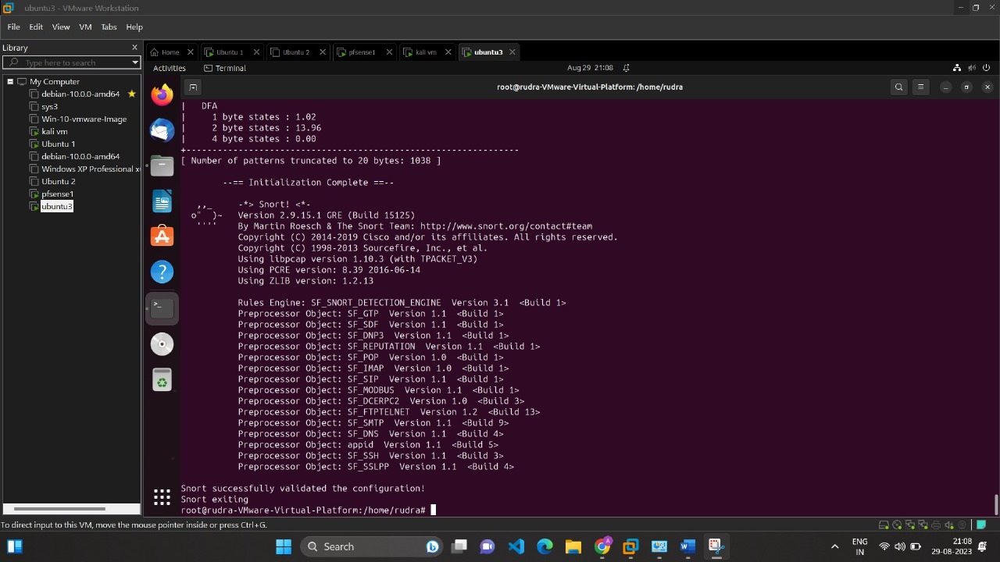 ubuntu3 - VMware Workstation
File Edit View VM Tabs Help
Library
Type here to search
My Computer
debian-10.0.0-amd64
sys3
Win-10-vmware-Image
kali vm
Ubuntu 1
debian-10.0.0-amd64
Windows XP Professional x
Ubuntu 2
pfsense1
ubuntu3
Home Ubuntu 1 Ubuntu 2 pfsense1 kali vm ubuntu3
Activities Terminal Aug 29 21:08
root@rudra-VMware-Virtual-Platform: /home/rudra
| DFA
| 1 byte states : 1.02
| 2 byte states : 13.96
| 4 byte states : 0.00
+----------------------------------------------------------------
[ Number of patterns truncated to 20 bytes: 1038 ]
--== Initialization Complete ==--
,,_ -*> Snort! <*-
o" )~ Version 2.9.15.1 GRE (Build 15125)
'''' By Martin Roesch & The Snort Team: http://www.snort.org/contact#team
Copyright (C) 2014-2019 Cisco and/or its affiliates. All rights reserved.
Copyright (C) 1998-2013 Sourcefire, Inc., et al.
Using libpcap version 1.10.3 (with TPACKET_V3)
Using PCRE version: 8.39 2016-06-14
Using ZLIB version: 1.2.13
Rules Engine: SF_SNORT_DETECTION_ENGINE Version 3.1 <Build 1>
Preprocessor Object: SF_GTP Version 1.1 <Build 1>
Preprocessor Object: SF_SDF Version 1.1 <Build 1>
Preprocessor Object: SF_DNP3 Version 1.1 <Build 1>
Preprocessor Object: SF_REPUTATION Version 1.1 <Build 1>
Preprocessor Object: SF_POP Version 1.0 <Build 1>
Preprocessor Object: SF_IMAP Version 1.0 <Build 1>
Preprocessor Object: SF_SIP Version 1.1 <Build 1>
Preprocessor Object: SF_MODBUS Version 1.1 <Build 1>
Preprocessor Object: SF_DCERPC2 Version 1.0 <Build 3>
Preprocessor Object: SF_FTPTELNET Version 1.2 <Build 13>
Preprocessor Object: SF_SMTP Version 1.1 <Build 9>
Preprocessor Object: SF_DNS Version 1.1 <Build 4>
Preprocessor Object: appid Version 1.1 <Build 5>
Preprocessor Object: SF_SSH Version 1.1 <Build 3>
Preprocessor Object: SF_SSLPP Version 1.1 <Build 4>
Snort successfully validated the configuration!
Snort exiting
root@rudra-VMware-Virtual-Platform:/home/rudra#
To direct input to this VM, move the mouse pointer inside or press Ctrl+G.
Search
ENG
IN
21:08
29-08-2023